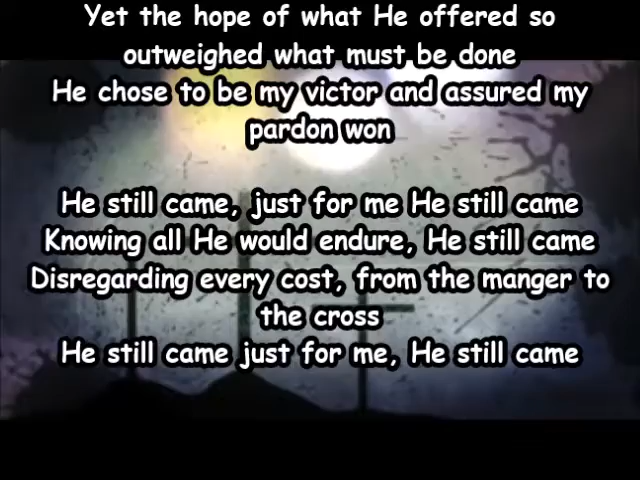 Yet the hope of what He offered so
outweighed what must be done
He chose to be my victor and assured my
pardon won
He still came, just for me He still came
Knowing all He would endure, He still came
Disregarding every cost, from the manger to
the cross
He still came just for me, He still came